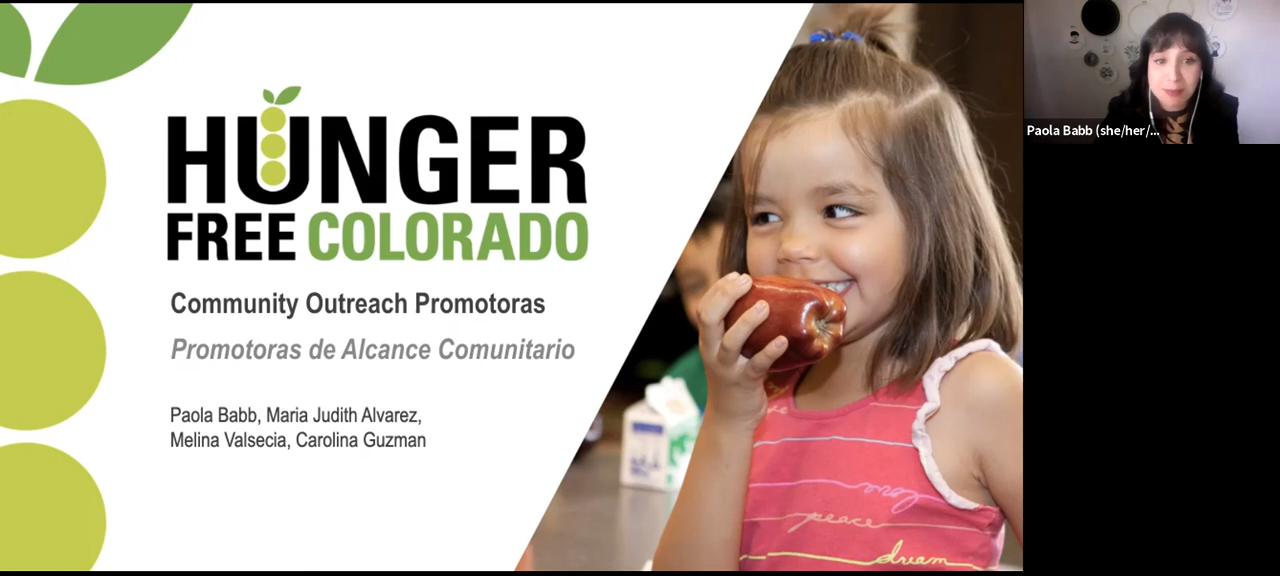 HUNGER
FREE COLORADO
Community Outreach Promotoras
Promotoras de Alcance Comunitario
Paola Babb, Maria Judith Alvarez,
Melina Valsecia, Carolina Guzman
Paola Babb (she/her/...
love
peace
dream